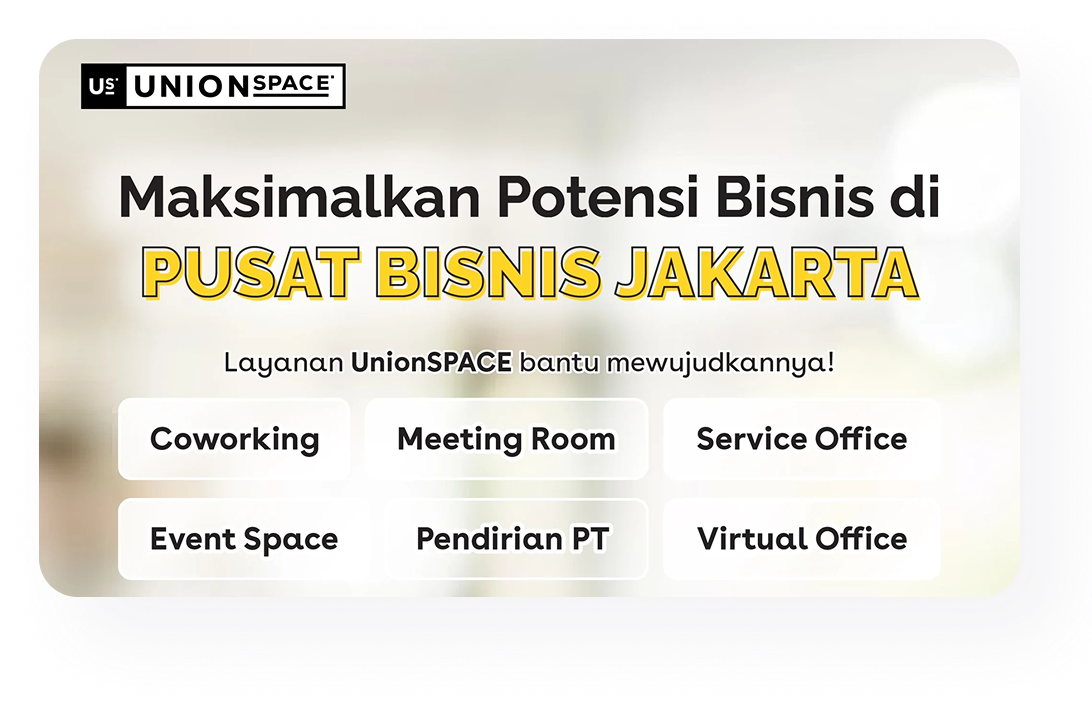 US UNIONSPACE
Maksimalkan Potensi Bisnis di
PUSAT BISNIS JAKARTA
Layanan UnionSPACE bantu mewujudkannya!
Coworking Meeting Room Service Office
Event Space Pendirian PT Virtual Office